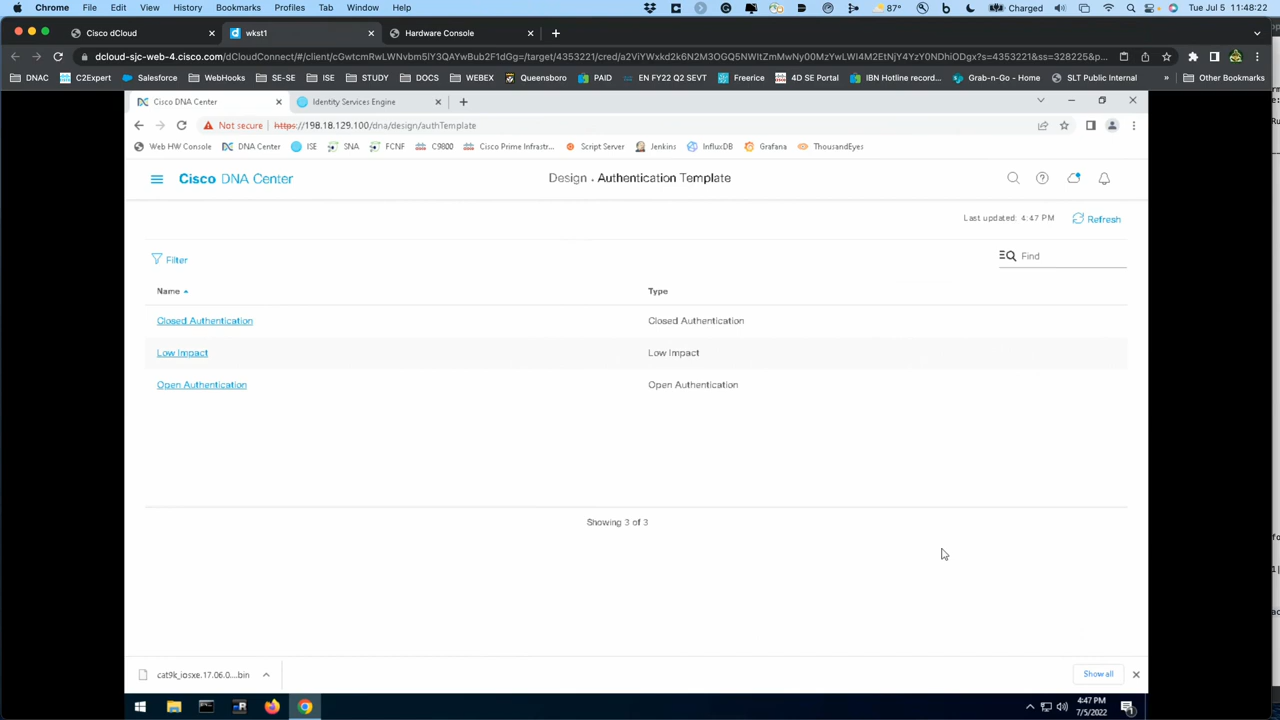 Chrome File Edit View History Bookmarks Profiles Tab Window Help 87° Charged Tue Jul 5 11:48:22
Cisco dCloud wkst1 Hardware Console
dcloud-sjc-web-4.cisco.com/dCloudConnect/#/client/
DNAC C2Expert Salesforce WebHooks SE-SE ISE STUDY DOCS WEBEX Queensboro PAID EN FY22 Q2 SEVT Freerice 4D SE Portal IBN Hotline record... Grab-n-Go - Home SLT Public Internal » Other Bookmarks
Cisco DNA Center Identity Services Engine
Not secure https://198.18.129.100/dna/design/authTemplate
Web HW Console DNA Center ISE SNA FCNF C9800 Cisco Prime Infrastr... Script Server Jenkins InfluxDB Grafana ThousandEyes
Cisco DNA Center Design . Authentication Template
Last updated: 4:47 PM Refresh
Filter Find
Name Type
Closed Authentication Closed Authentication
Low Impact Low Impact
Open Authentication Open Authentication
Showing 3 of 3
cat9k_iosxe.17.06.0....bin Show all
4:47 PM
7/5/2022